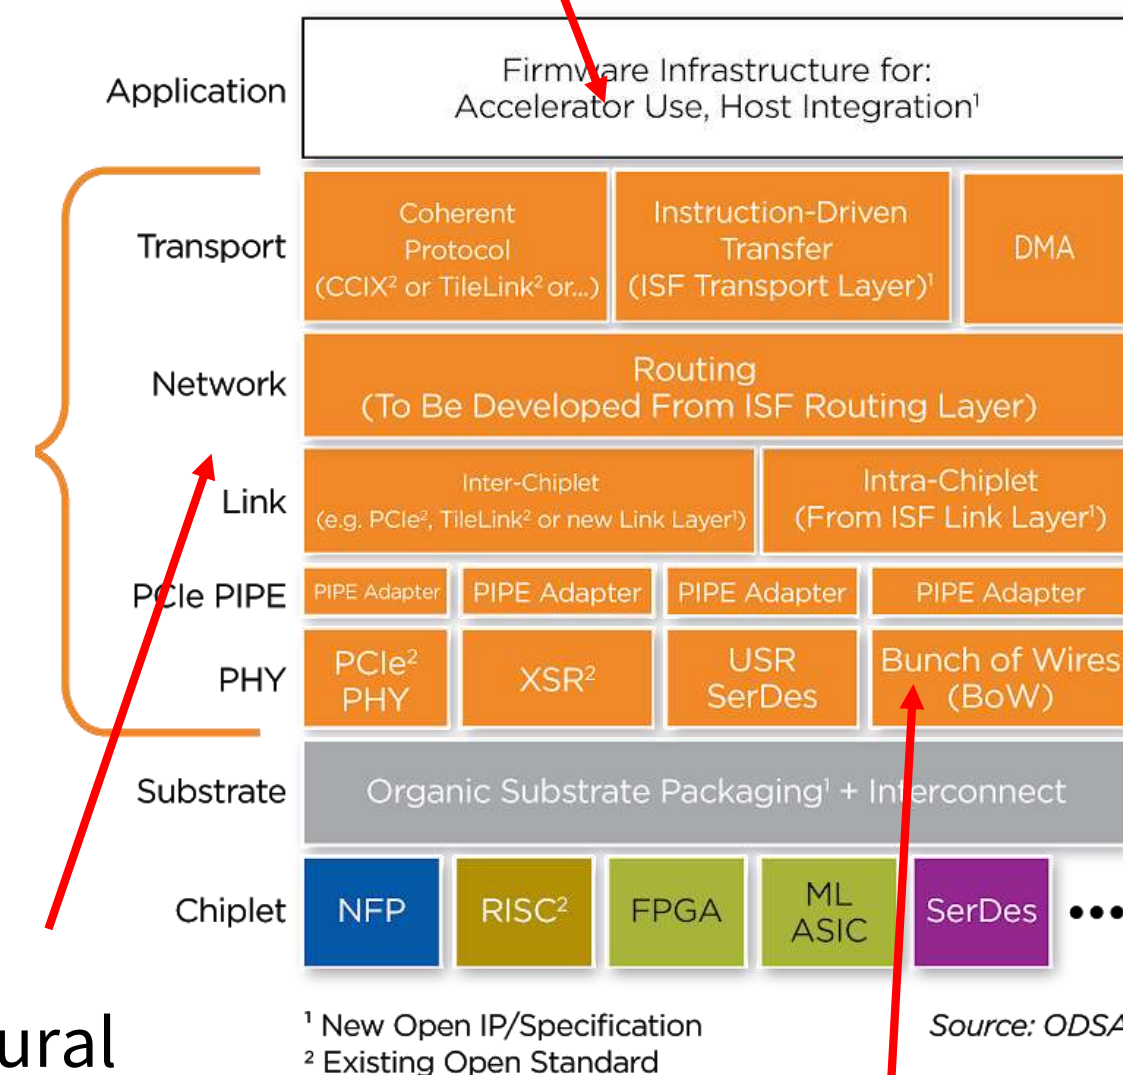 Application
Firmware Infrastructure for:
Accelerator Use, Host Integration¹
Transport
Coherent
Protocol
(CCIX² or TileLink² or...)
Instruction-Driven
Transfer
(ISF Transport Layer)¹
DMA
Network
Routing
(To Be Developed From ISF Routing Layer)
Link
Inter-Chiplet
(e.g. PCIe², TileLink² or new Link Layer¹)
Intra-Chiplet
(From ISF Link Layer¹)
PCIe PIPE
PIPE Adapter
PIPE Adapter
PIPE Adapter
PIPE Adapter
PHY
PCIe²
PHY
XSR²
USR
SerDes
Bunch of Wires
(BoW)
Substrate
Organic Substrate Packaging¹ + Interconnect
Chiplet
NFP
RISC²
FPGA
ML
ASIC
SerDes
•••
ural
¹ New Open IP/Specification
² Existing Open Standard
Source: ODSA